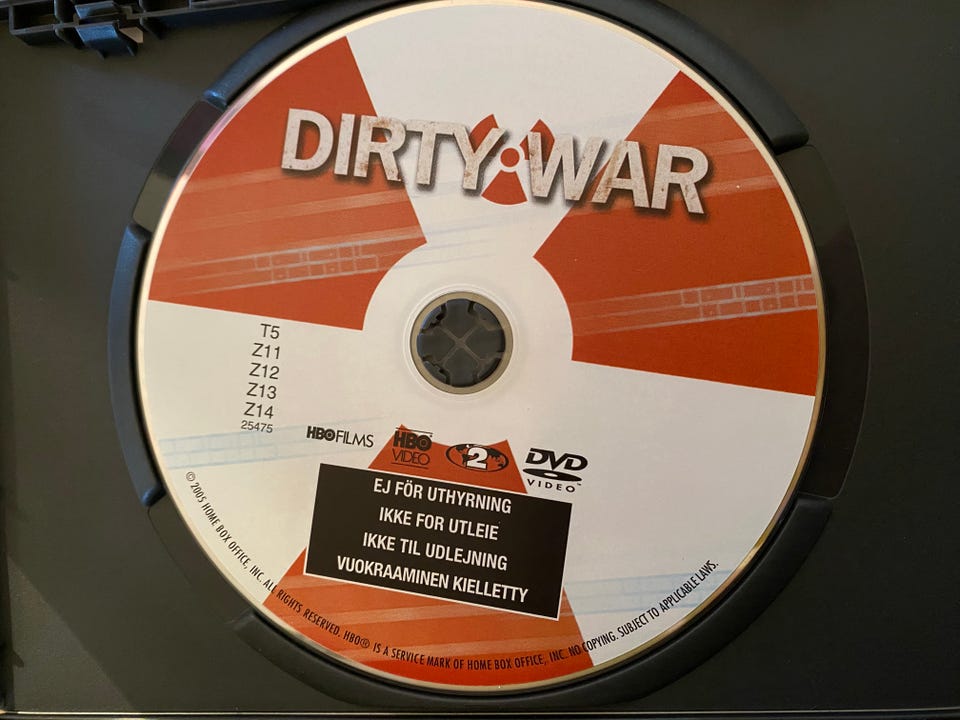 DIRTY WAR
T5
Z11
Z12
Z13
Z14
25475
HBO FILMS
HBO VIDEO
2
DVD VIDEO™
EJ FÖR UTHYRNING
IKKE FOR UTLEIE
IKKE TIL UDLEJNING
VUOKRAAMINEN KIELLETTY
© 2005 HOME BOX OFFICE, INC. ALL RIGHTS RESERVED. HBO® IS A SERVICE MARK OF HOME BOX OFFICE, INC. NO COPYING. SUBJECT TO APPLICABLE LAWS.